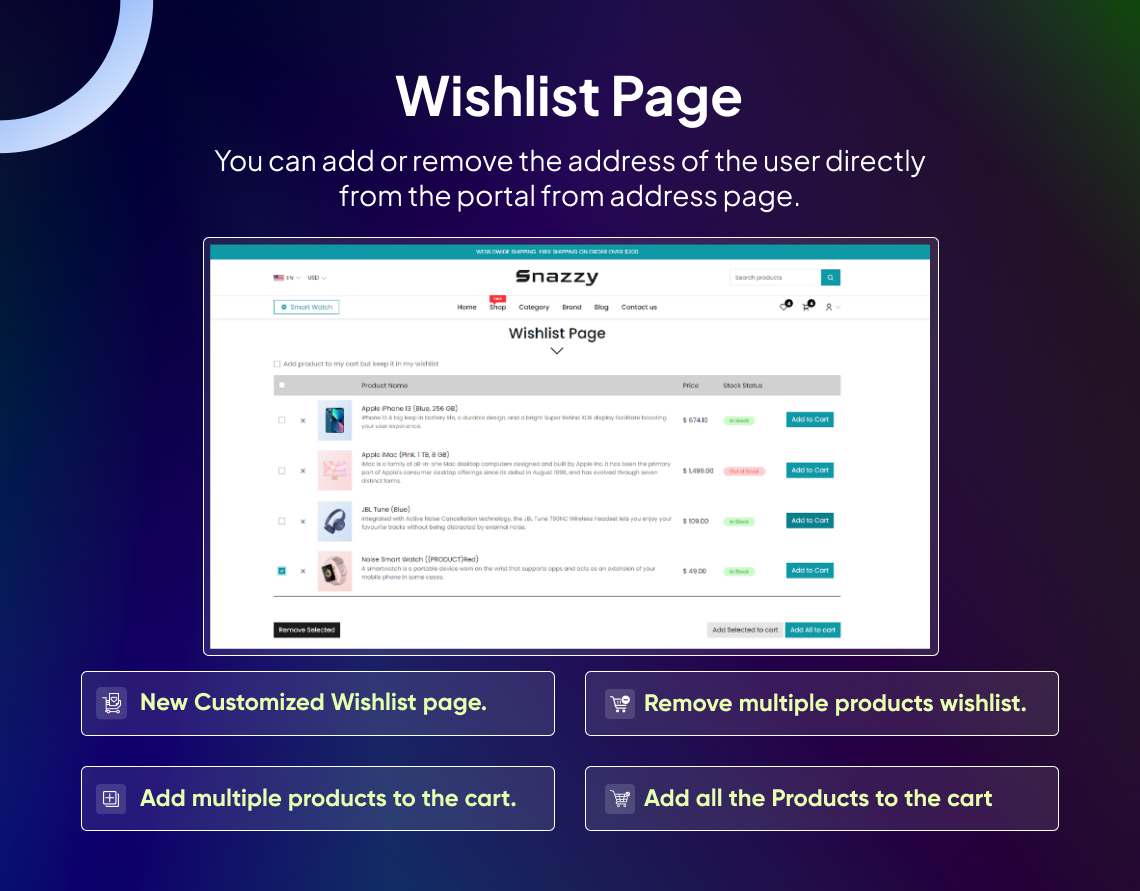 Wishlist Page
You can add or remove the address of the user directly
from the portal from address page.
WORLDWIDE SHIPPING FREE SHIPPING ON ORDER OVER $200
EN USD
Snazzy
Search products
Smart Watch
SALE
Home Shop Category Brand Blog Contact us
4 4
Wishlist Page
Add product to my cart but keep it in my wishlist
Product Name Price Stock Status
Apple iPhone 13 (Blue, 256 GB)
iPhone 13 A big leap in battery life, a durable design, and a bright Super Retina XDR display facilitate boosting
your user experience.
$ 674.10 In Stock Add to Cart
Apple iMac (Pink, 1 TB, 8 GB)
iMac is a family of all-in-one Mac desktop computers designed and built by Apple Inc. It has been the primary
part of Apple's consumer desktop offerings since its debut in August 1998, and has evolved through seven
distinct forms.
$ 1,499.00 Out of Stock Add to Cart
JBL Tune (Blue)
Integrated with Active Noise Cancellation technology, the JBL Tune 790NC Wireless Headset lets you enjoy your
favourite tracks without being distracted by external noise.
$ 109.00 In Stock Add to Cart
Noise Smart Watch ((PRODUCT)Red)
A smartwatch is a portable device worn on the wrist that supports apps and acts as an extension of your
mobile phone in some cases.
$ 49.00 In Stock Add to Cart
Remove Selected Add Selected to cart Add All to cart
New Customized Wishlist page.
Remove multiple products wishlist.
Add multiple products to the cart.
Add all the Products to the cart